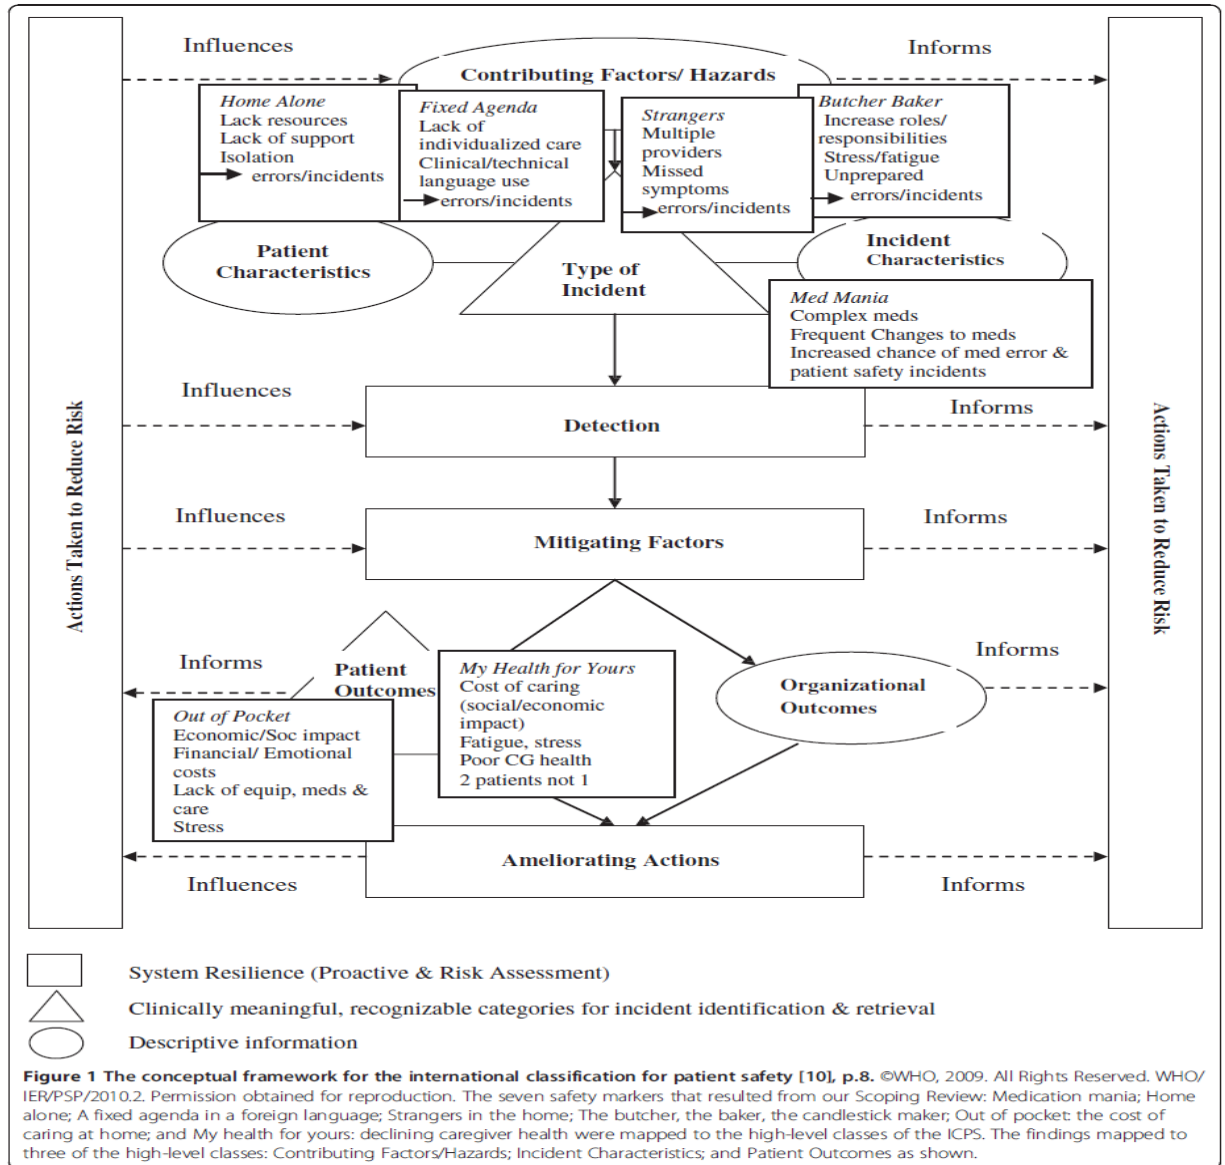 Influences
Informs
Contributing Factors/ Hazards
Home Alone
Lack resources
Lack of support
Isolation
errors/incidents
Fixed Agenda
Lack of
individualized care
Clinical/technical
language use
errors/incidents
Strangers
Multiple
providers
Missed
symptoms
errors/incidents
Butcher Baker
Increase roles/
responsibilities
Stress/fatigue
Unprepared
errors/incidents
Patient
Characteristics
Type of
Incident
Incident
Characteristics
Med Mania
Complex meds
Frequent Changes to meds
Increased chance of med error &
patient safety incidents
Influences
Detection
Informs
Actions Taken to Reduce Risk
Actions Taken to Reduce Risk
Influences
Mitigating Factors
Informs
Informs
Patient
Outcomes
My Health for Yours
Cost of caring
(social/economic
impact)
Fatigue, stress
Poor CG health
2 patients not 1
Organizational
Outcomes
Informs
Out of Pocket
Economic/Soc impact
Financial/ Emotional
costs
Lack of equip, meds &
care
Stress
Ameliorating Actions
Influences
Informs
System Resilience (Proactive & Risk Assessment)
Clinically meaningful, recognizable categories for incident identification & retrieval
Descriptive information
Figure 1 The conceptual framework for the international classification for patient safety [10], p.8. ©WHO, 2009. All Rights Reserved. WHO/
IER/PSP/2010.2. Permission obtained for reproduction. The seven safety markers that resulted from our Scoping Review: Medication mania; Home
alone; A fixed agenda in a foreign language; Strangers in the home; The butcher, the baker, the candlestick maker; Out of pocket: the cost of
caring at home; and My health for yours: declining caregiver health were mapped to the high-level classes of the ICPS. The findings mapped to
three of the high-level classes: Contributing Factors/Hazards; Incident Characteristics; and Patient Outcomes as shown.